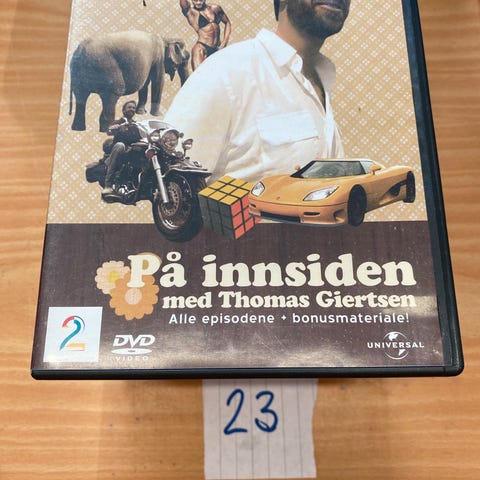 På innsiden
med Thomas Giertsen
Alle episodene + bonusmateriale!
2
DVD
VIDEO
UNIVERSAL
23